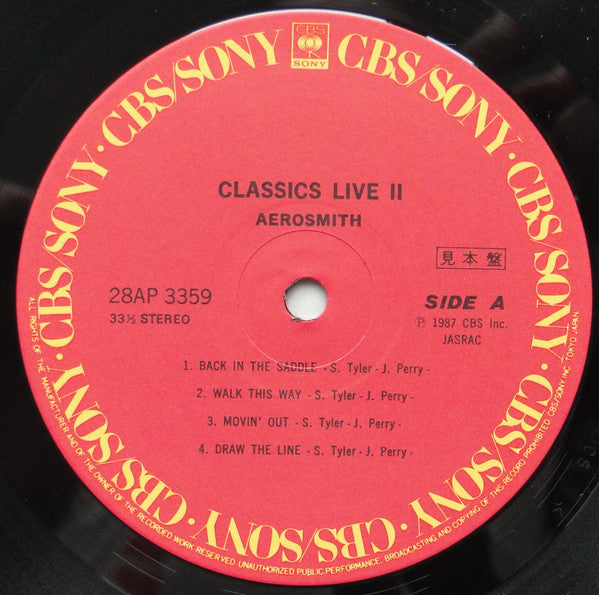 CBS
SONY
CBS/SONY · CBS/SONY · CBS/SONY · CBS/SONY · CBS/SONY · CBS/SONY · CBS/SONY · CBS/SONY
CLASSICS LIVE II
AEROSMITH
28AP 3359
33⅓ STEREO
見本盤
SIDE A
Ⓟ 1987 CBS Inc.
JASRAC
1. BACK IN THE SADDLE - S. Tyler - J. Perry -
2. WALK THIS WAY - S. Tyler - J. Perry -
3. MOVIN' OUT - S. Tyler - J. Perry -
4. DRAW THE LINE - S. Tyler - J. Perry -
ALL RIGHTS OF THE MANUFACTURER AND OF THE OWNER OF THE RECORDED WORK RESERVED. UNAUTHORIZED PUBLIC PERFORMANCE, BROADCASTING AND COPYING OF THIS RECORD PROHIBITED. CBS/SONY INC. TOKYO JAPAN